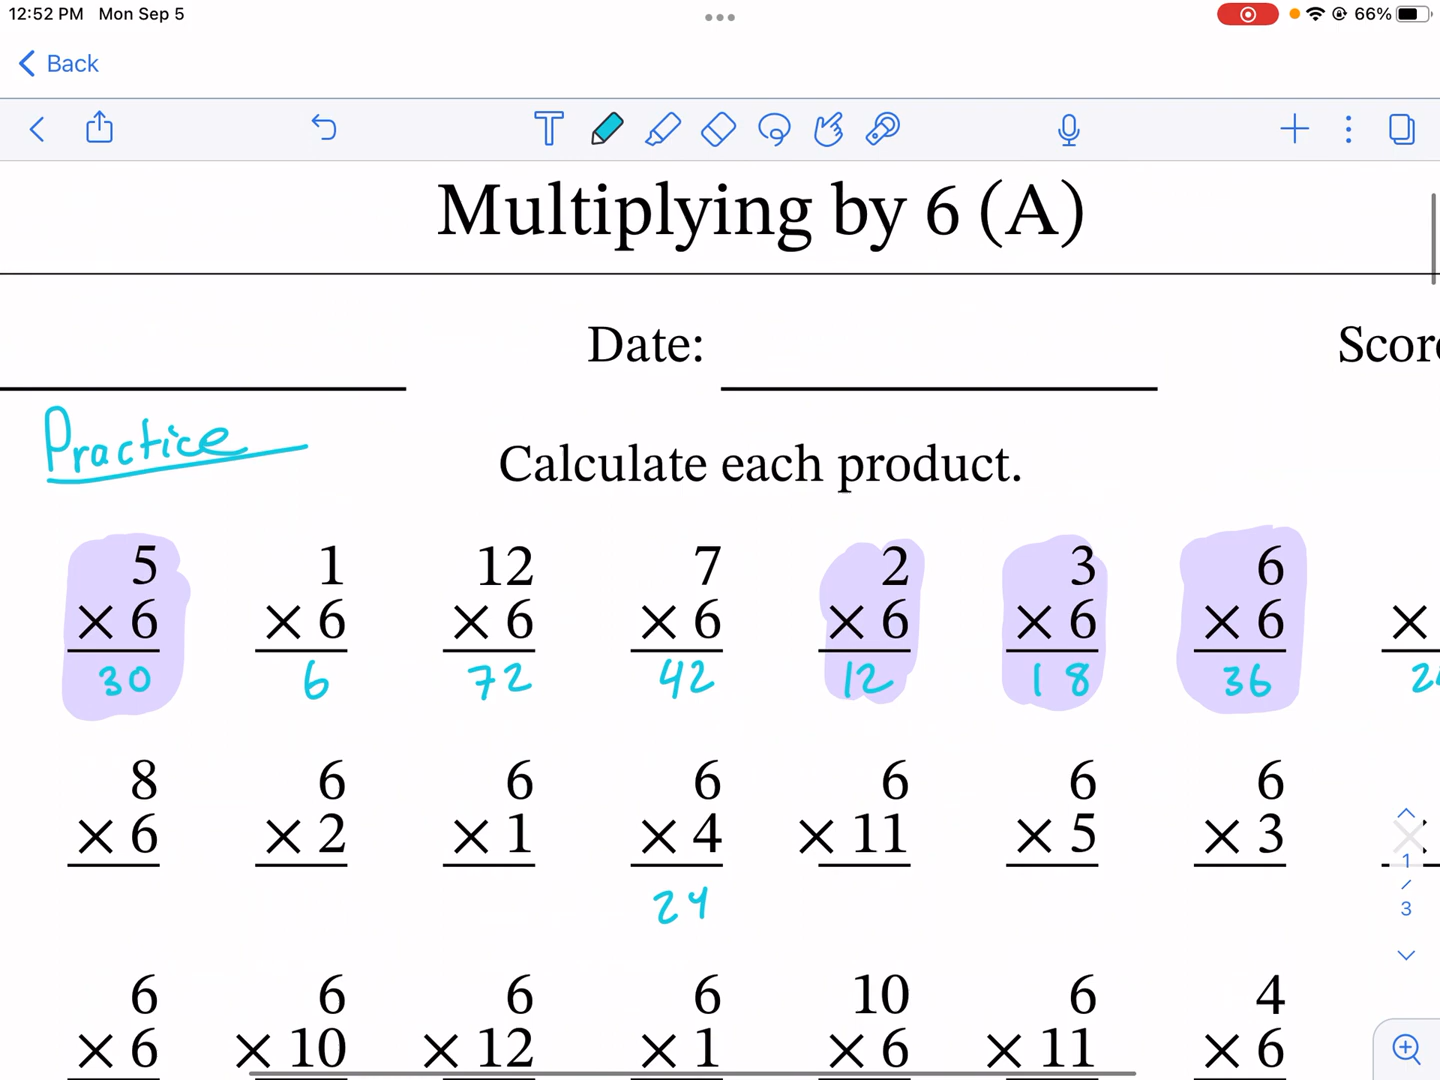 12:52 PM Mon Sep 5 66%
Back
T
Multiplying by 6 (A)
Date:
Practice
Calculate each product.
5 1 12 7 2 3 6
× 6 × 6 × 6 × 6 × 6 × 6 × 6 ×
30 6 72 42 12 18 36
8 6 6 6 6 6 6
× 6 × 2 × 1 × 4 × 11 × 5 × 3 ×
1
/
3
24
6 6 6 6 10 6 4
× 6 × 10 × 12 × 1 × 6 × 11 × 6